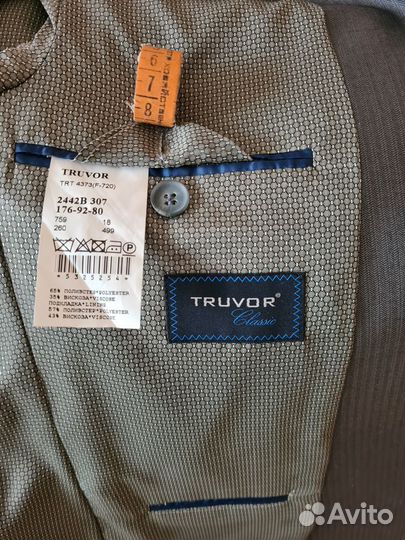 6
7
8
TRUVOR
TRT 4373(F-720)
2442B 307
176-92-80
759 18
260 499
*5325254*
65% ПОЛИЭСТЕР*POLYESTER
35% ВИСКОЗА*VISCOSE
ПОДКЛАДКА*LINING
57% ПОЛИЭСТЕР*POLYESTER
43% ВИСКОЗА*VISCOSE
TRUVOR®
Classic
Avito